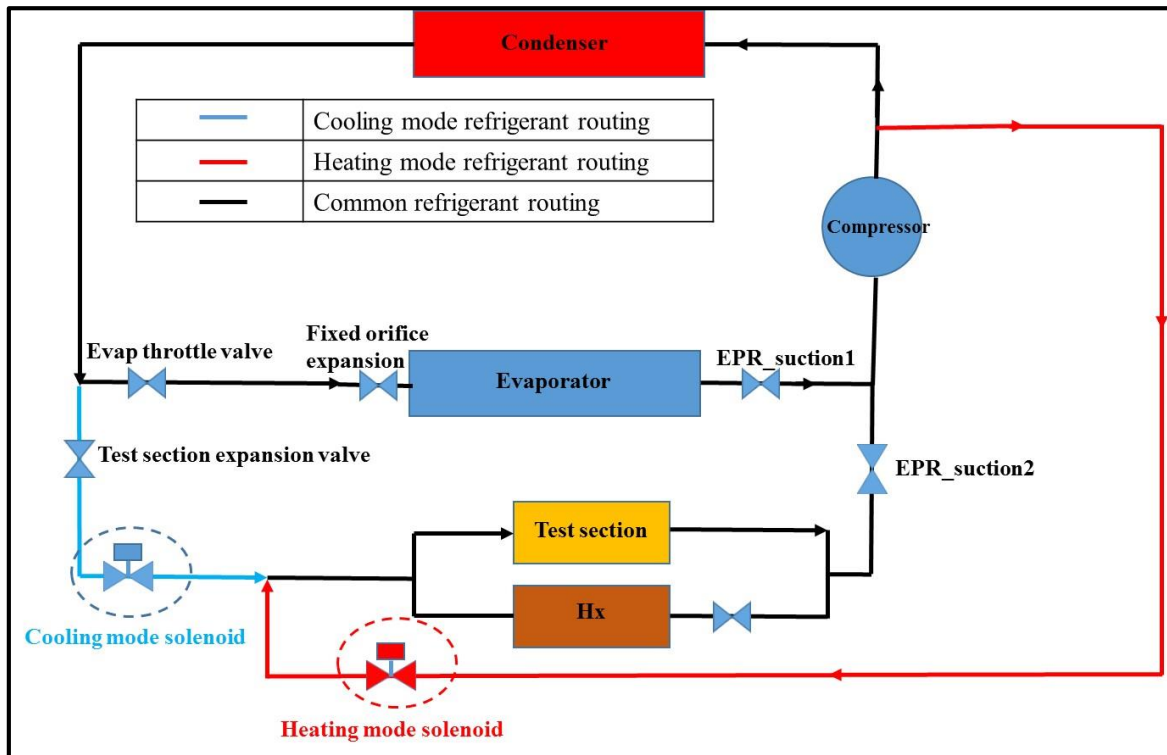 Condenser
Cooling mode refrigerant routing
Heating mode refrigerant routing
Common refrigerant routing
Compressor
Evap throttle valve
Fixed orifice
expansion
Evaporator
EPR_suction1
Test section expansion valve
EPR_suction2
Test section
Hx
Cooling mode solenoid
Heating mode solenoid